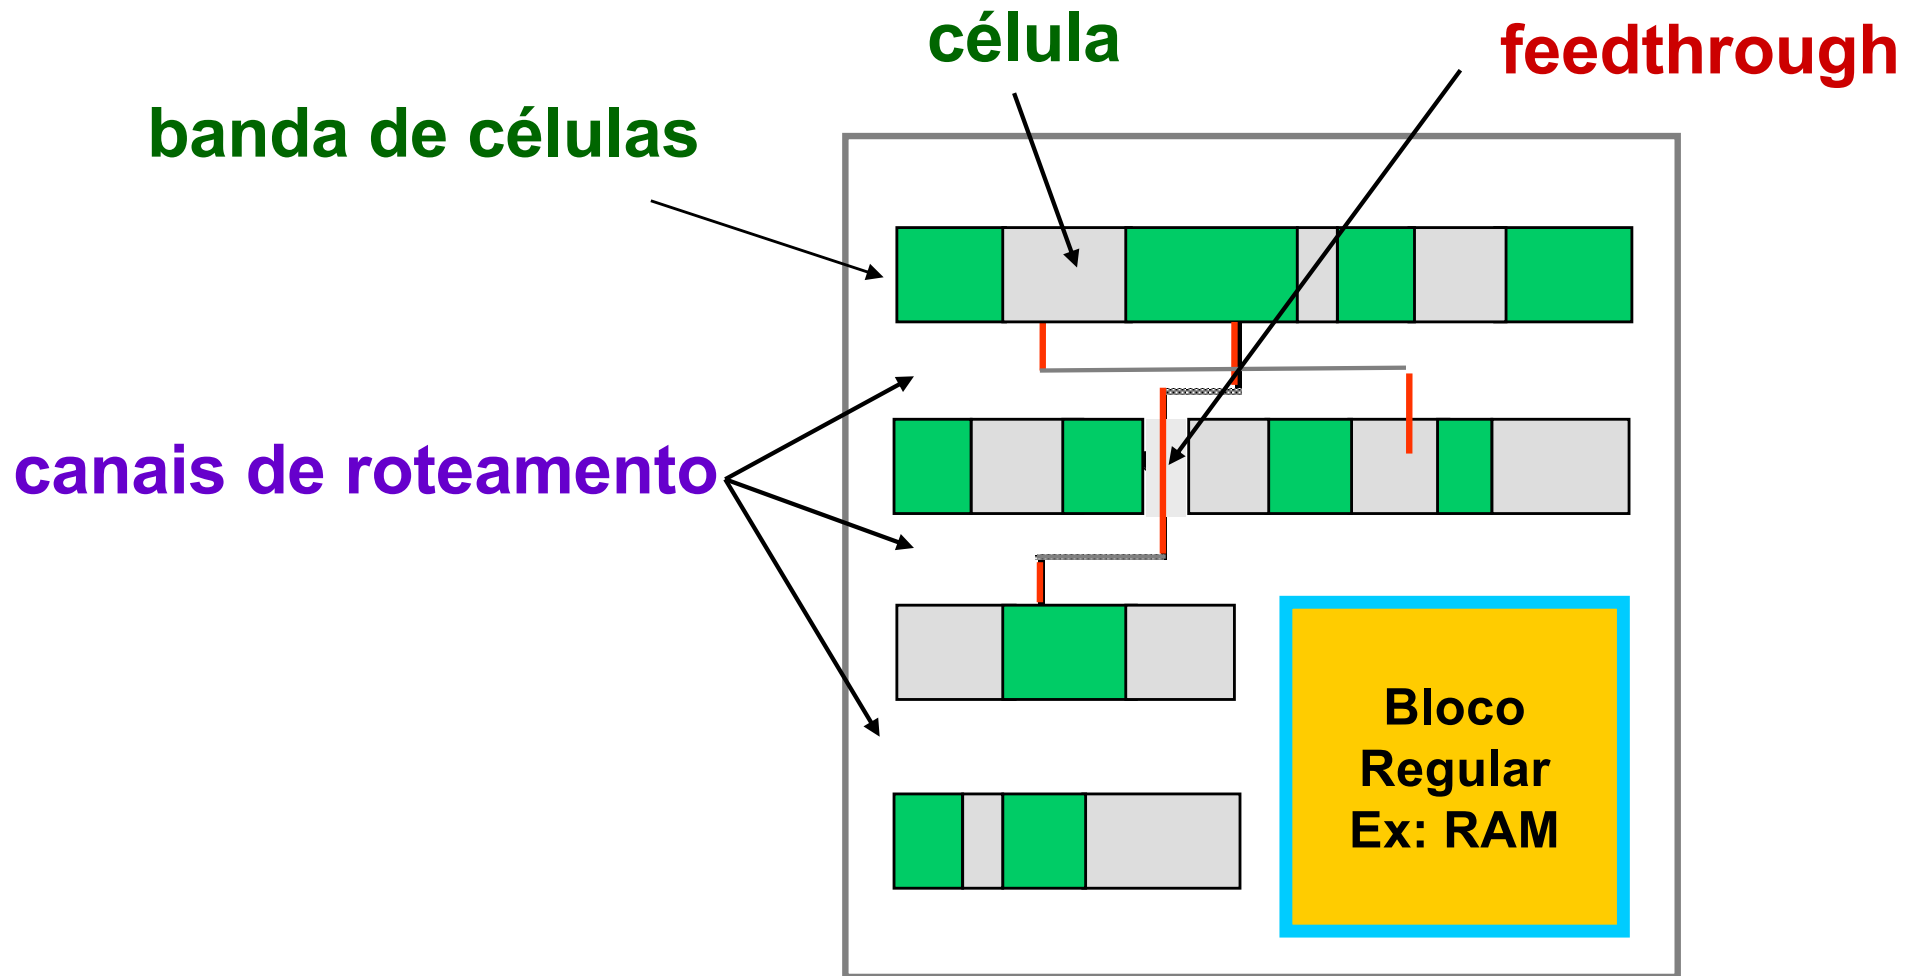 célula
feedthrough
banda de células
canais de roteamento
Bloco
Regular
Ex: RAM